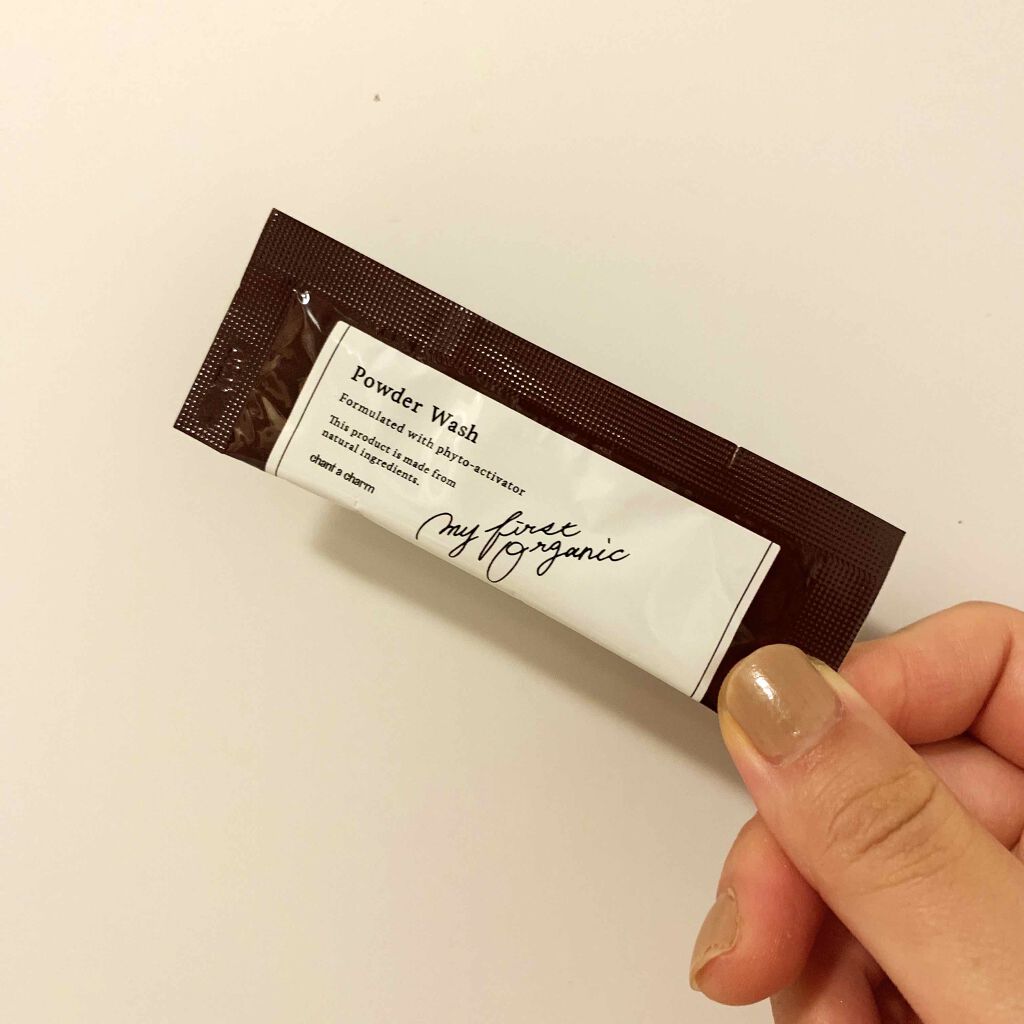 Powder Wash
Formulated with phyto-activator
This product is made from
natural ingredients.
chant a charm
my first
organic